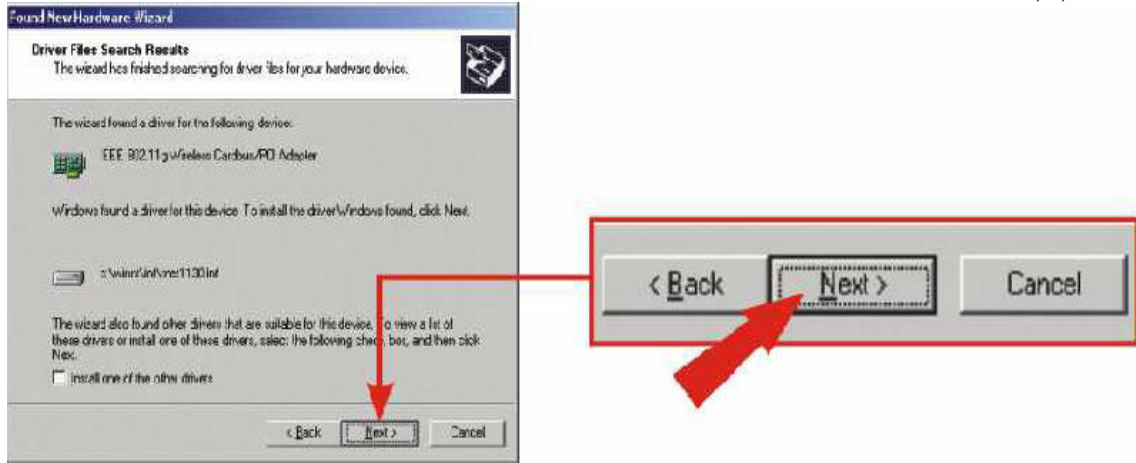 Found New Hardware Wizard
Driver Files Search Results
The wizard has finished searching for driver files for your hardware device.
The wizard found a driver for the following device:
IEEE 802.11g Wireless Cardbus/PCI Adapter
Windows found a driver for this device. To install the driver Windows found, click Next.
c:\winnt\inf\
The wizard also found other drivers that are suitable for this device. To view a list of
these drivers or install one of these drivers, select the following check box, and then click
Next.
Install one of the other drivers
< Back
Next >
Cancel
< Back
Next >
Cancel